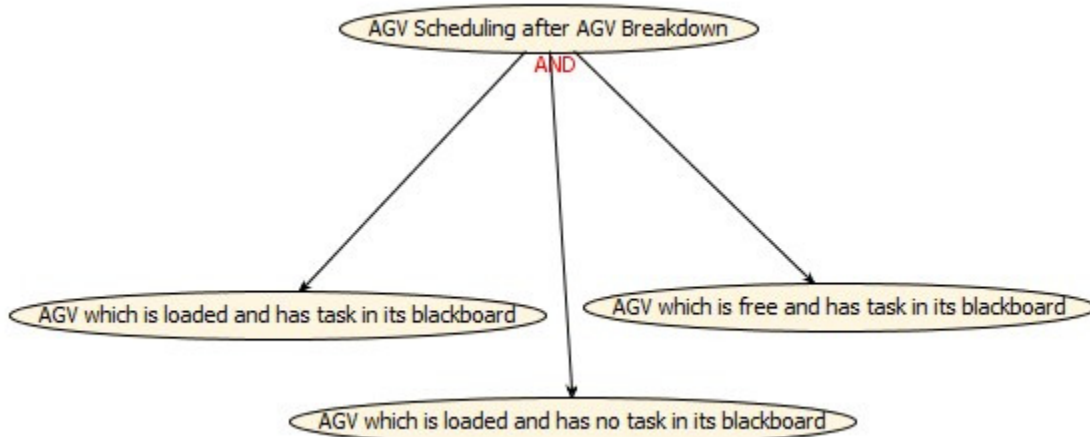 AGV Scheduling after AGV Breakdown
AND
AGV which is loaded and has task in its blackboard
AGV which is free and has task in its blackboard
AGV which is loaded and has no task in its blackboard